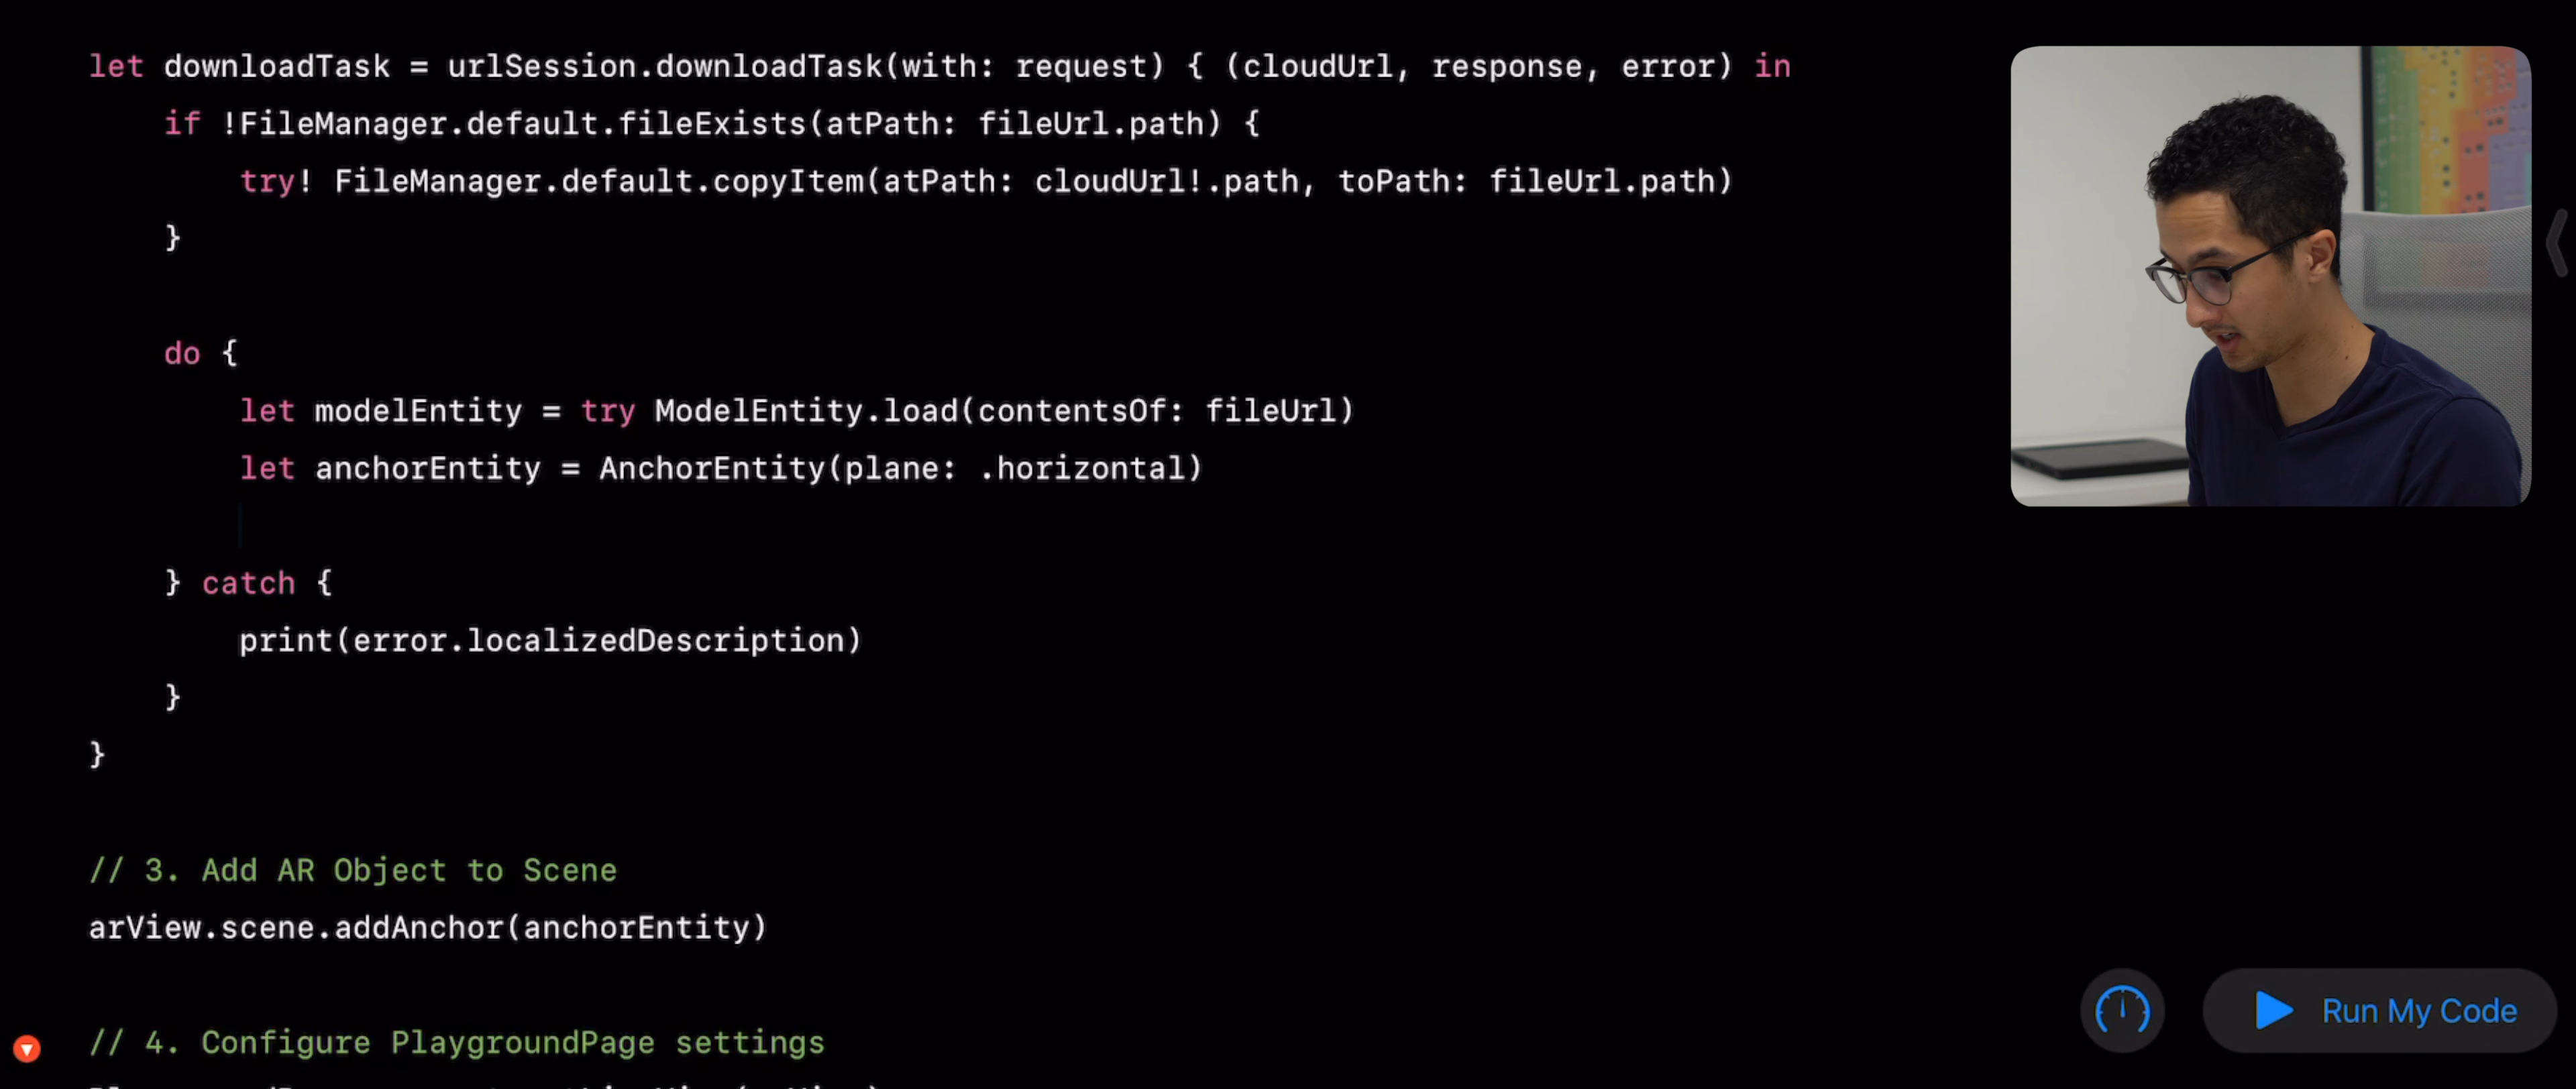 let downloadTask = urlSession.downloadTask(with: request) { (cloudUrl, response, error) in
if !FileManager.default.fileExists(atPath: fileUrl.path) {
try! FileManager.default.copyItem(atPath: cloudUrl!.path, toPath: fileUrl.path)
}
do {
let modelEntity = try ModelEntity.load(contentsOf: fileUrl)
let anchorEntity = AnchorEntity(plane: .horizontal)
} catch {
print(error.localizedDescription)
}
}
// 3. Add AR Object to Scene
arView.scene.addAnchor(anchorEntity)
Run My Code
// 4. Configure PlaygroundPage settings